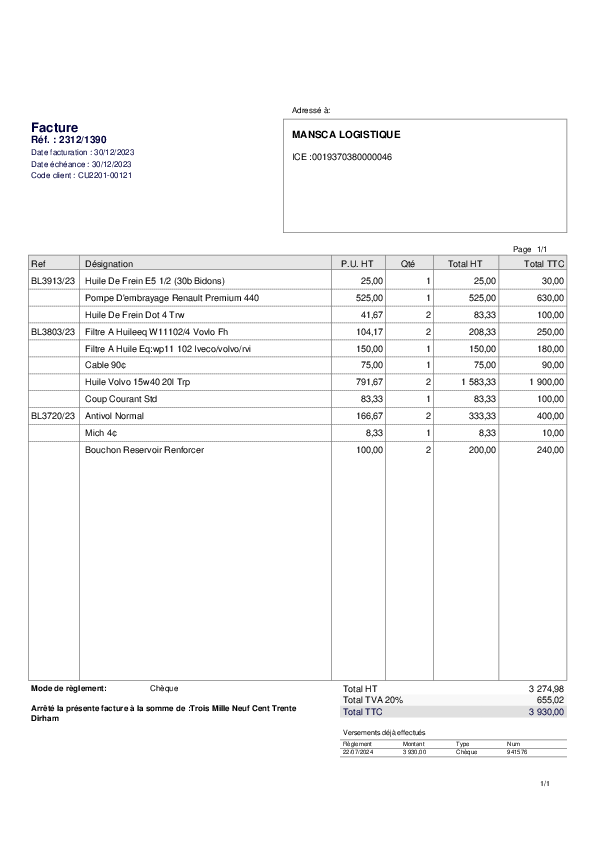 Adressé à:
Facture
Réf. : 2312/1390
Date facturation : 30/12/2023
Date échéance : 30/12/2023
Code client : CU2201-00121
MANSCA LOGISTIQUE
ICE :0019370380000046
Page 1/1
Ref Désignation P.U. HT Qté Total HT Total TTC
BL3913/23 Huile De Frein E5 1/2 (30b Bidons) 25,00 1 25,00 30,00
Pompe D'embrayage Renault Premium 440 525,00 1 525,00 630,00
Huile De Frein Dot 4 Trw 41,67 2 83,33 100,00
BL3803/23 Filtre A Huileeq W11102/4 Vovlo Fh 104,17 2 208,33 250,00
Filtre A Huile Eq:wp11 102 Iveco/volvo/rvi 150,00 1 150,00 180,00
Cable 90¢ 75,00 1 75,00 90,00
Huile Volvo 15w40 20l Trp 791,67 2 1 583,33 1 900,00
Coup Courant Std 83,33 1 83,33 100,00
BL3720/23 Antivol Normal 166,67 2 333,33 400,00
Mich 4¢ 8,33 1 8,33 10,00
Bouchon Reservoir Renforcer 100,00 2 200,00 240,00
Mode de règlement: Chèque
Arrêté la présente facture à la somme de :Trois Mille Neuf Cent Trente
Dirham
Total HT 3 274,98
Total TVA 20% 655,02
Total TTC 3 930,00
Versements déjà effectués
Règlement Montant Type Num
22/07/2024 3 930,00 Chèque 941576
1/1